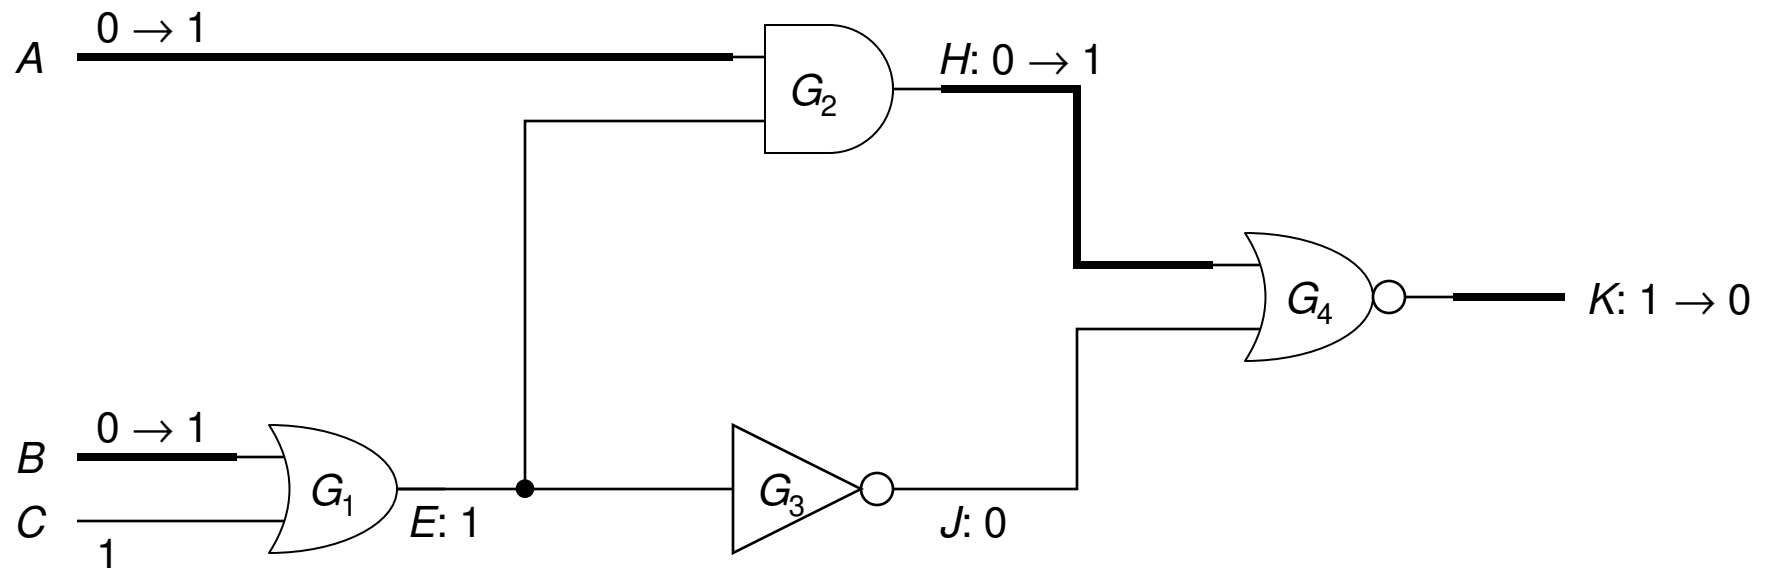 0 → 1
A
G2
H: 0 → 1
G4
K: 1 → 0
0 → 1
B
G1
C
1
E: 1
G3
J: 0